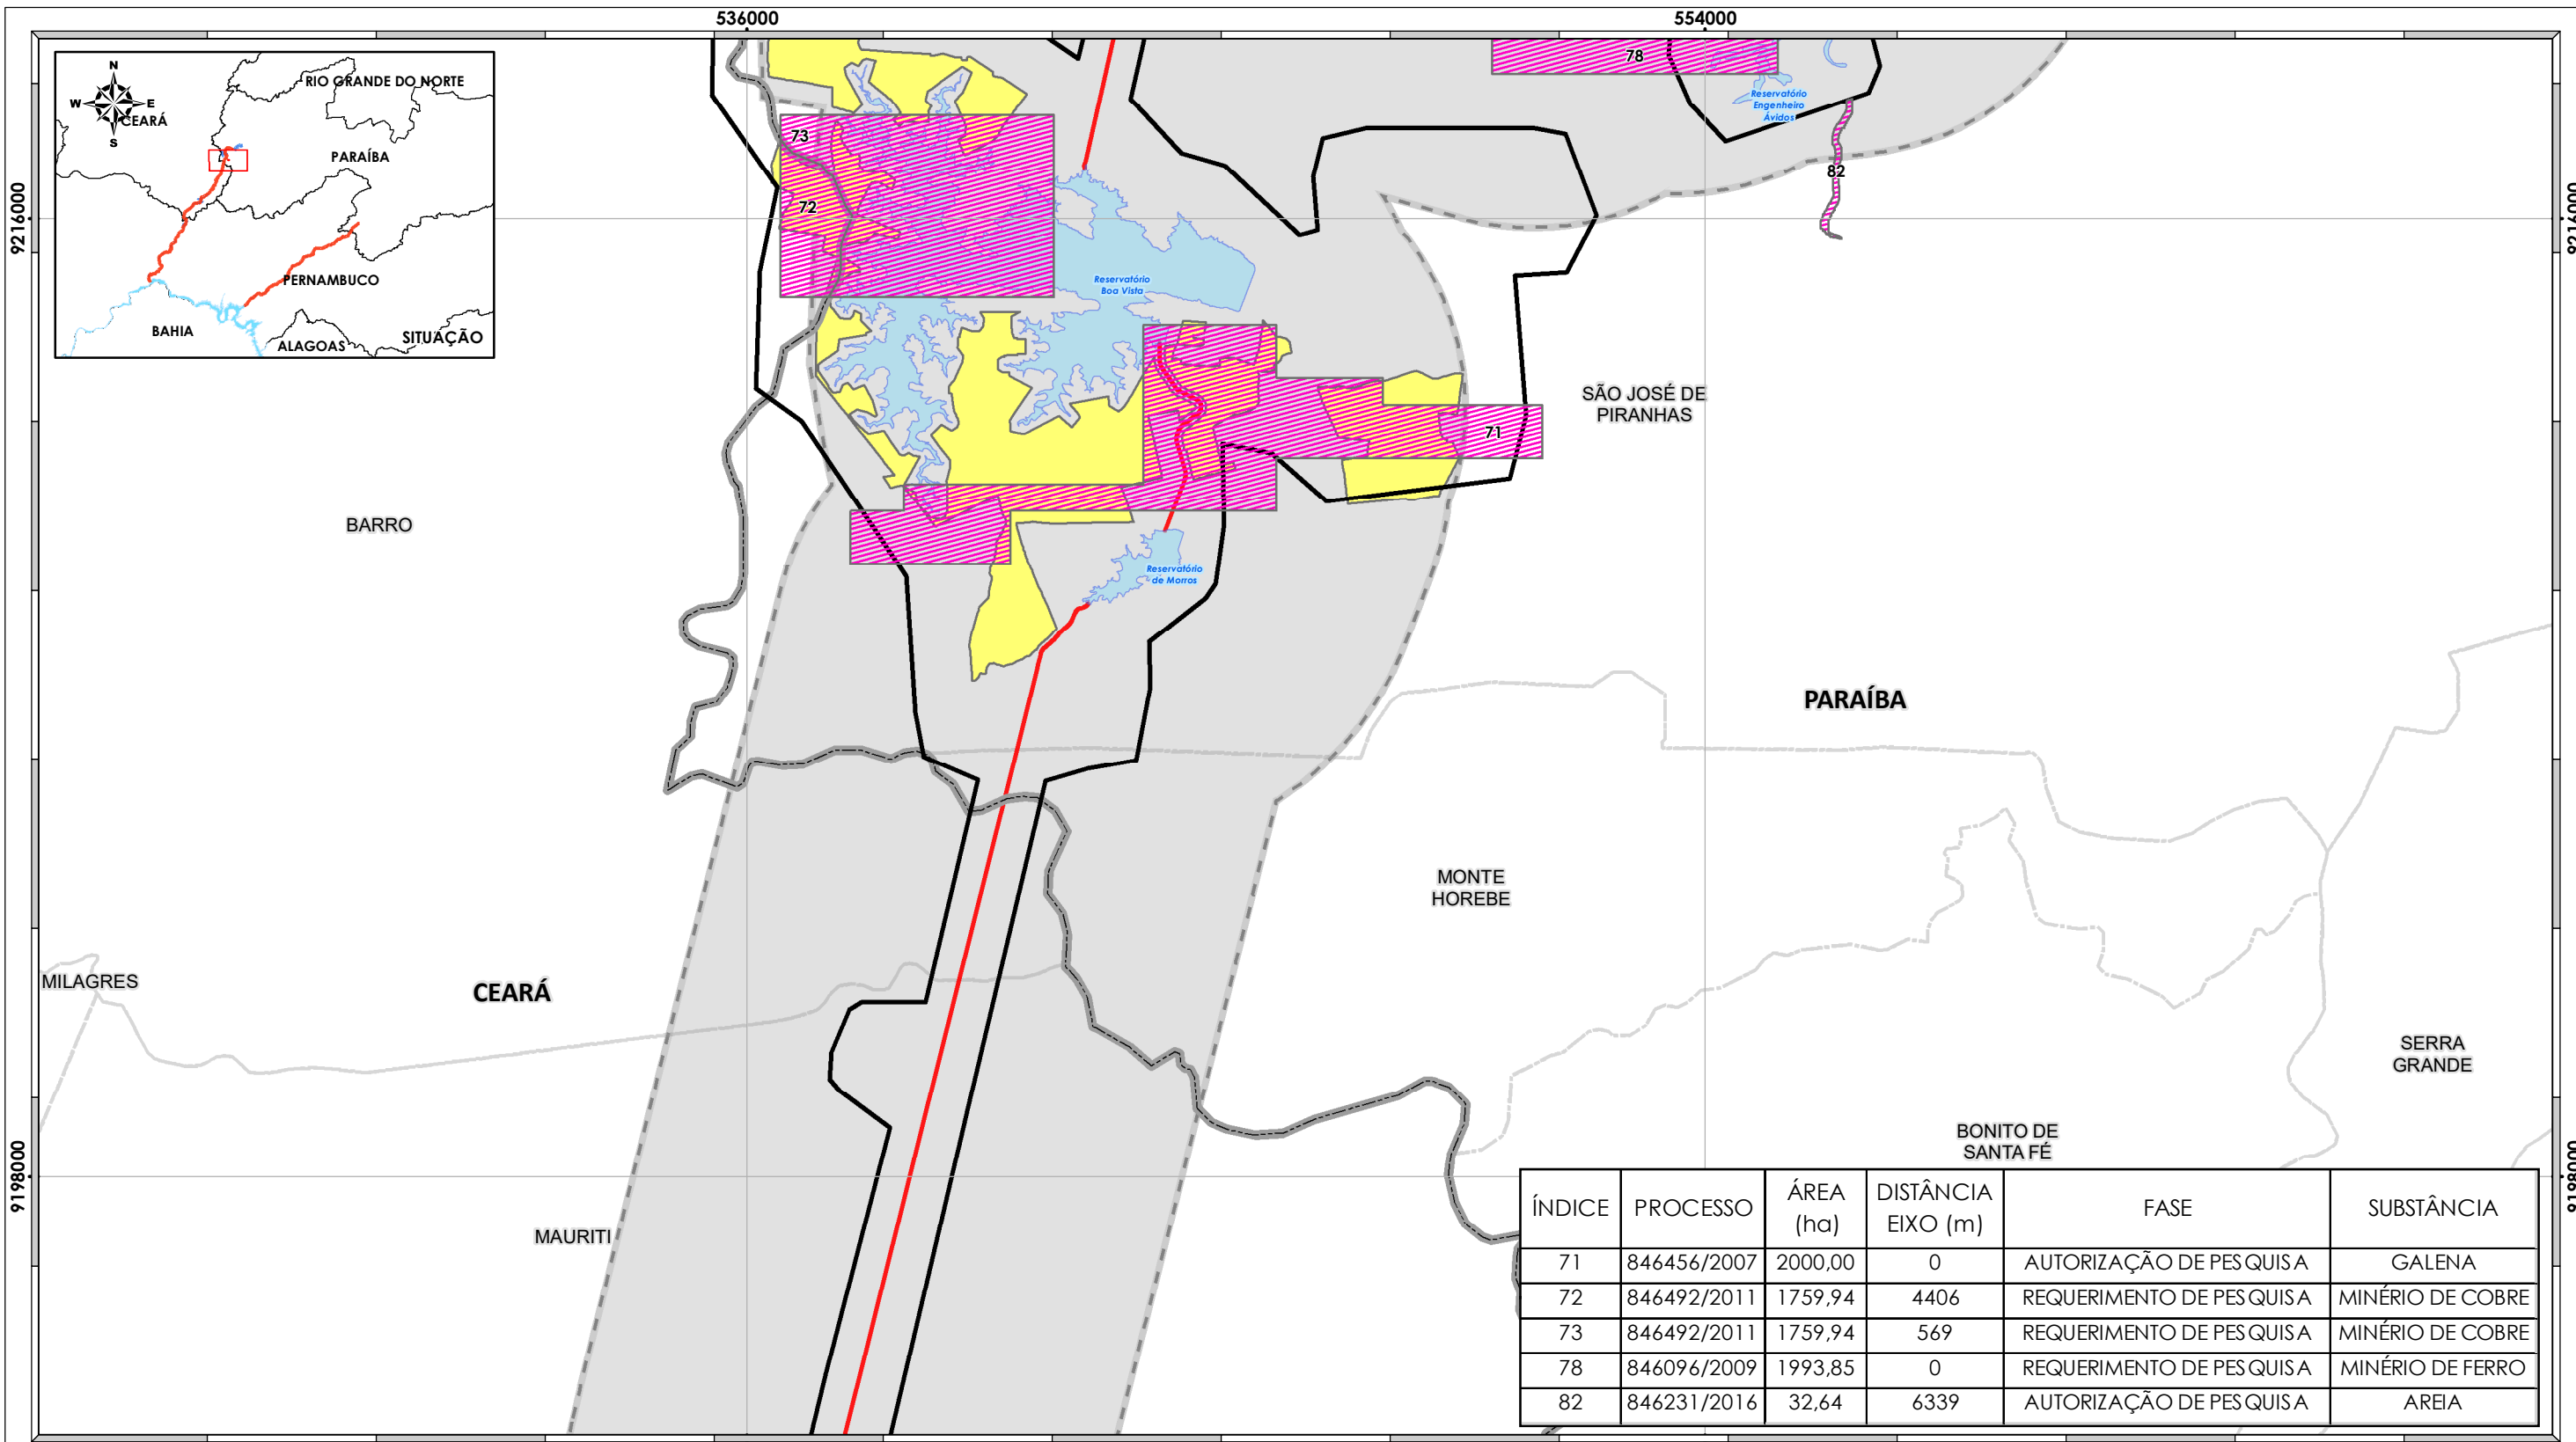 536000
554000
9216000
9216000
9198000
9198000
N
W
E
S
RIO GRANDE DO NORTE
CEARÁ
PARAÍBA
PERNAMBUCO
BAHIA
ALAGOAS
SITUAÇÃO
78
Reservatório
Engenheiro
Ávidos
73
82
72
Reservatório
Boa Vista
SÃO JOSÉ DE
PIRANHAS
71
BARRO
Reservatório
de Morros
PARAÍBA
MONTE
HOREBE
MILAGRES
CEARÁ
SERRA
GRANDE
BONITO DE
SANTA FÉ
MAURITI
ÍNDICE PROCESSO ÁREA (ha) DISTÂNCIA EIXO (m) FASE SUBSTÂNCIA
71 846456/2007 2000,00 0 AUTORIZAÇÃO DE PESQUISA GALENA
72 846492/2011 1759,94 4406 REQUERIMENTO DE PESQUISA MINÉRIO DE COBRE
73 846492/2011 1759,94 569 REQUERIMENTO DE PESQUISA MINÉRIO DE COBRE
78 846096/2009 1993,85 0 REQUERIMENTO DE PESQUISA MINÉRIO DE FERRO
82 846231/2016 32,64 6339 AUTORIZAÇÃO DE PESQUISA AREIA